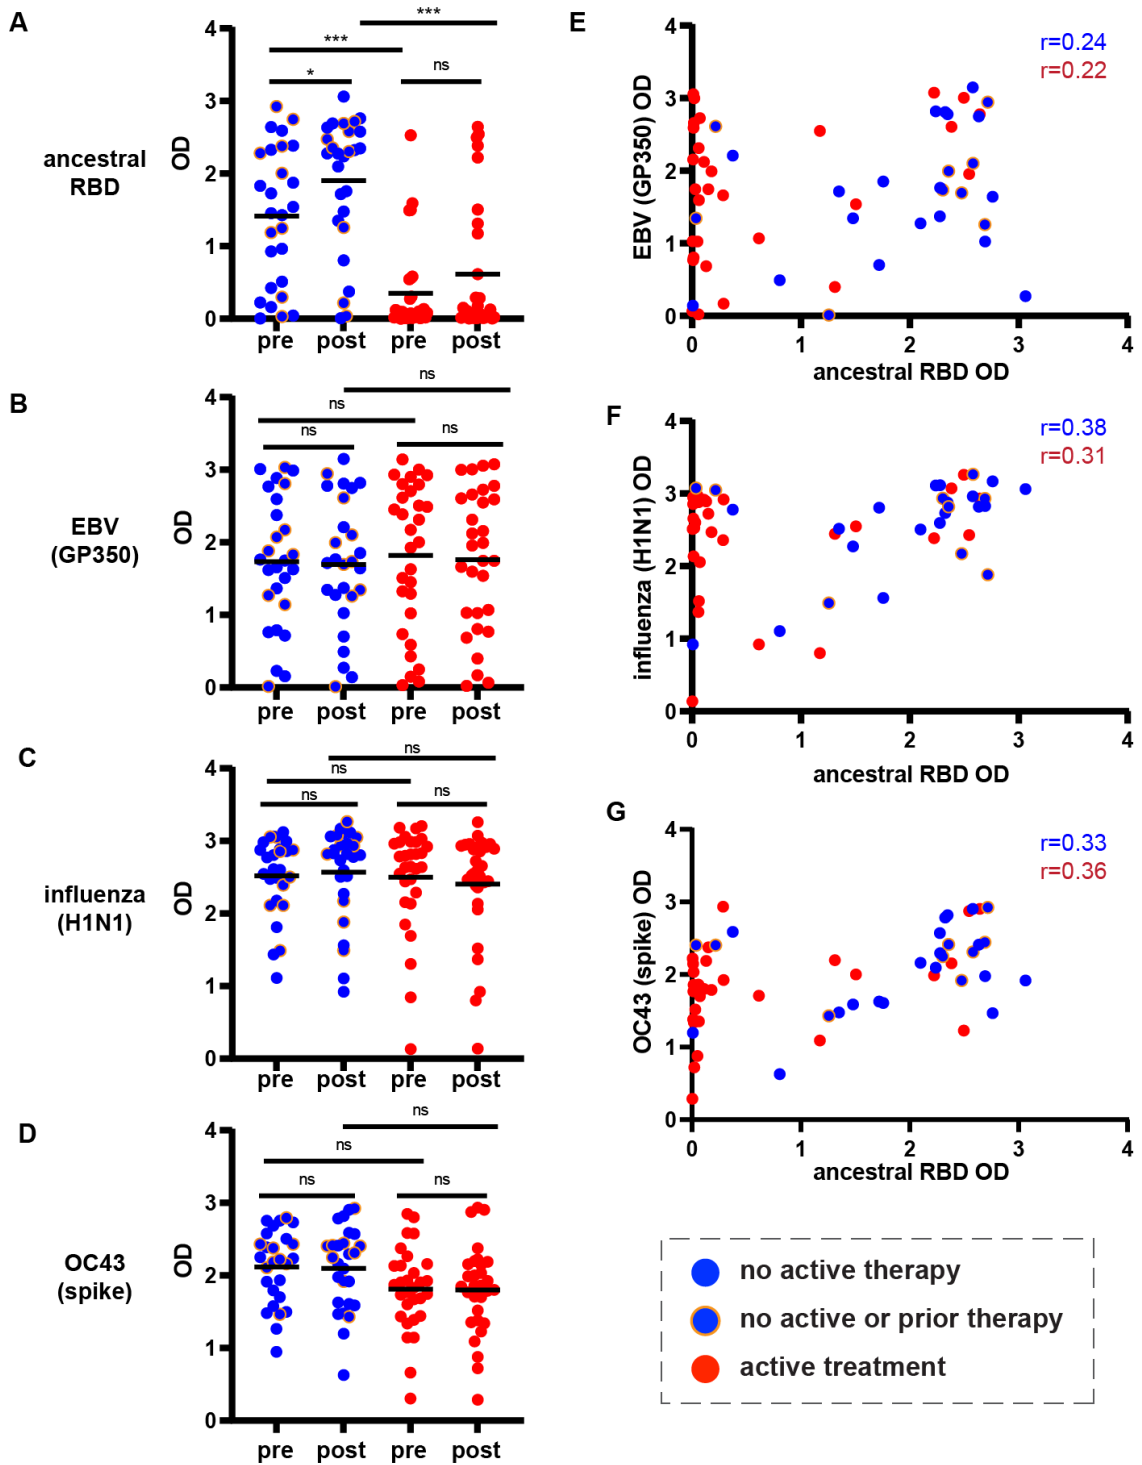 A
ancestral
RBD
OD
4
3
2
1
0
***
***
*
ns
pre
post
pre
post
B
EBV
(GP350)
OD
4
3
2
1
0
ns
ns
ns
ns
pre
post
pre
post
C
influenza
(H1N1)
OD
4
3
2
1
0
ns
ns
ns
ns
pre
post
pre
post
D
OC43
(spike)
OD
4
3
2
1
0
ns
ns
ns
ns
pre
post
pre
post
E
EBV (GP350) OD
4
3
2
1
0
r=0.24
r=0.22
0 1 2 3 4
ancestral RBD OD
F
influenza (H1N1) OD
4
3
2
1
0
r=0.38
r=0.31
0 1 2 3 4
ancestral RBD OD
G
OC43 (spike) OD
4
3
2
1
0
r=0.33
r=0.36
0 1 2 3 4
ancestral RBD OD
no active therapy
no active or prior therapy
active treatment